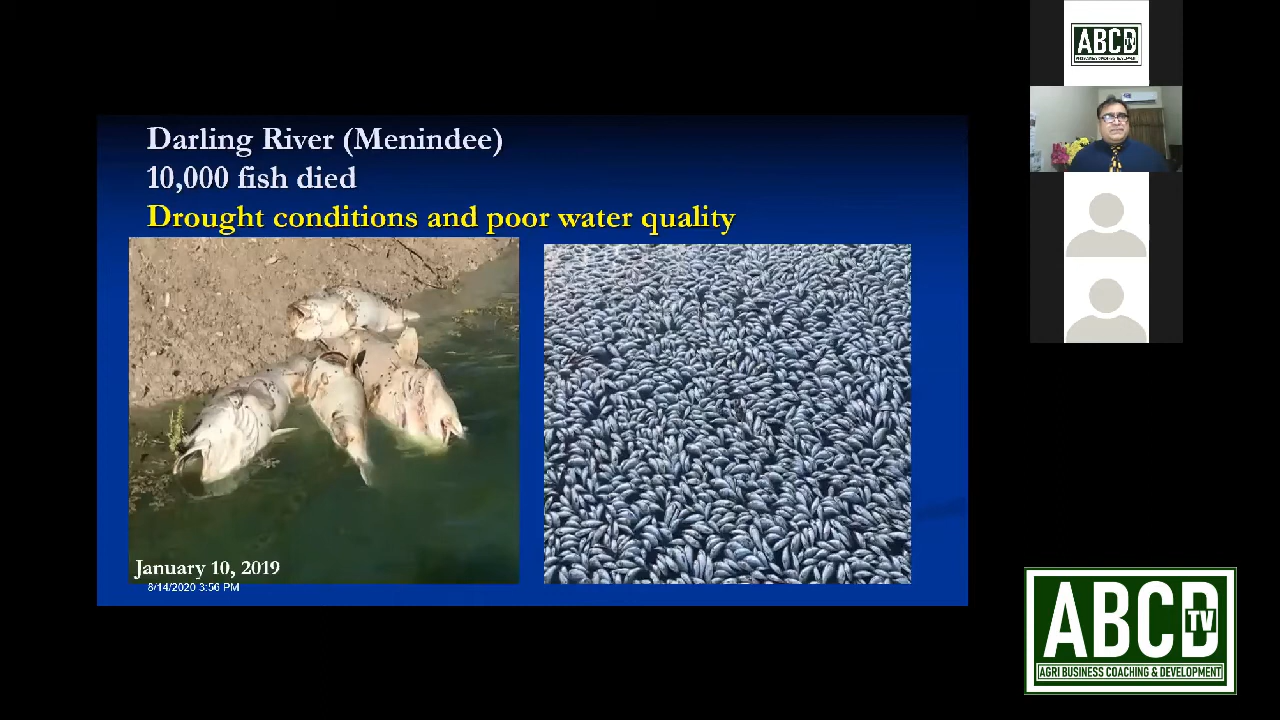 Darling River (Menindee)
10,000 fish died
Drought conditions and poor water quality
January 10, 2019
8/14/2020 3:56 PM
ABCD
TV
ABCD
TV
AGRI BUSINESS COACHING & DEVELOPMENT